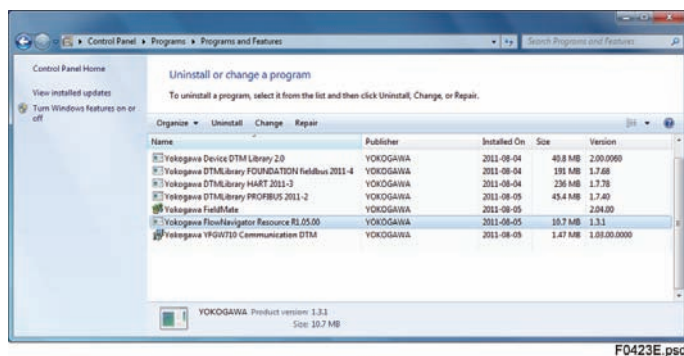 Control Panel ▸ Programs ▸ Programs and Features
Search Programs and Features
Control Panel Home
View installed updates
Turn Windows features on or off
Uninstall or change a program
To uninstall a program, select it from the list and then click Uninstall, Change, or Repair.
Organize Uninstall Change Repair
Name Publisher Installed On Size Version
Yokogawa Device DTM Library 2.0 YOKOGAWA 2011-08-04 40.8 MB 2.00.0060
Yokogawa DTMLibrary FOUNDATION fieldbus 2011-4 YOKOGAWA 2011-08-04 191 MB 1.7.68
Yokogawa DTMLibrary HART 2011-3 YOKOGAWA 2011-08-04 236 MB 1.7.78
Yokogawa DTMLibrary PROFIBUS 2011-2 YOKOGAWA 2011-08-05 45.4 MB 1.7.40
Yokogawa FieldMate YOKOGAWA 2011-08-05 2.04.00
Yokogawa FlowNavigator Resource R1.05.00 YOKOGAWA 2011-08-05 10.7 MB 1.3.1
Yokogawa YFGW710 Communication DTM YOKOGAWA 2011-08-05 1.47 MB 1.03.00.0000
YOKOGAWA Product version: 1.3.1
Size: 10.7 MB
F0423E.psd